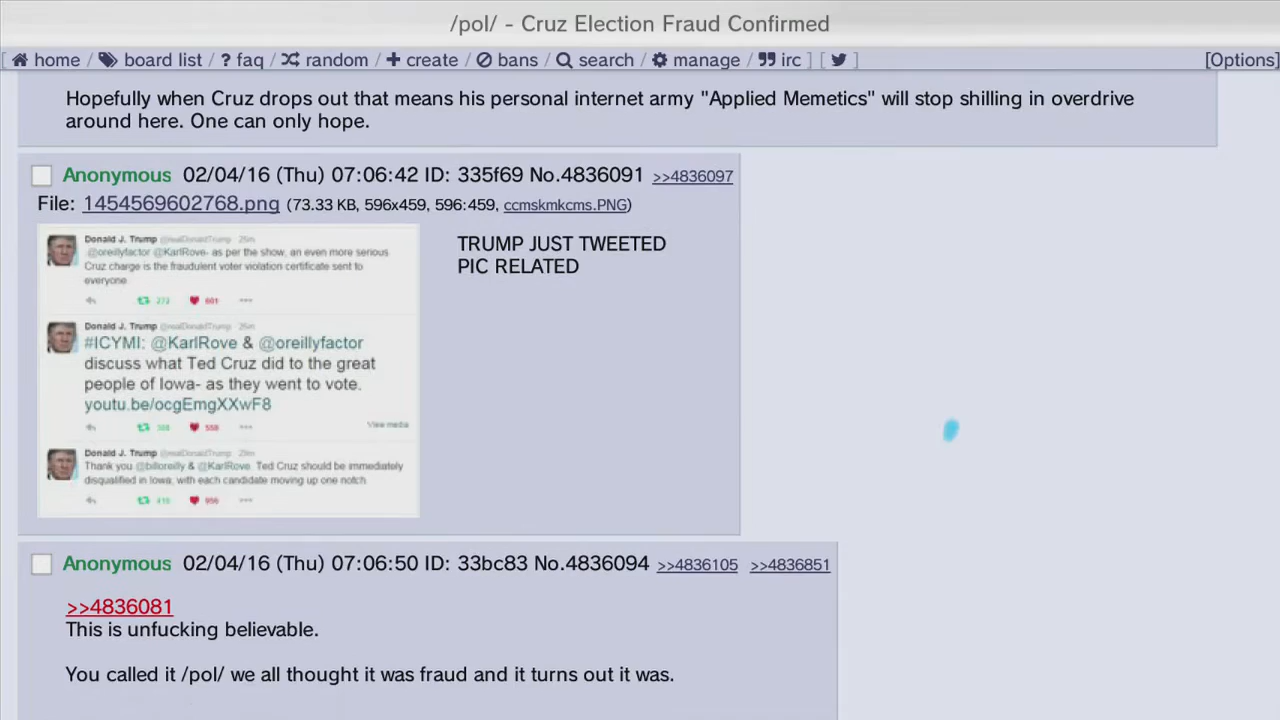 /pol/ - Cruz Election Fraud Confirmed
[ home / board list / ? faq / random / create / bans / search / manage / irc ] [ ] [Options]
Hopefully when Cruz drops out that means his personal internet army "Applied Memetics" will stop shilling in overdrive
around here. One can only hope.
Anonymous 02/04/16 (Thu) 07:06:42 ID: 335f69 No.4836091 >>4836097
File: 1454569602768.png (73.33 KB, 596x459, 596:459, ccmskmkcms.PNG)
TRUMP JUST TWEETED
PIC RELATED
Donald J. Trump @realDonaldTrump
@oreillyfactor @KarlRove- as per the show, an even more serious
Cruz charge is the fraudulent voter violation certificate sent to
everyone
272 601
Donald J. Trump @realDonaldTrump
#ICYMI: @KarlRove & @oreillyfactor
discuss what Ted Cruz did to the great
people of Iowa- as they went to vote.
youtu.be/ocgEmgXXwF8
558 View media
Donald J. Trump @realDonaldTrump
Thank you @billoreilly & @KarlRove. Ted Cruz should be immediately
disqualified in Iowa, with each candidate moving up one notch
956
Anonymous 02/04/16 (Thu) 07:06:50 ID: 33bc83 No.4836094 >>4836105 >>4836851
>>4836081
This is unfucking believable.
You called it /pol/ we all thought it was fraud and it turns out it was.